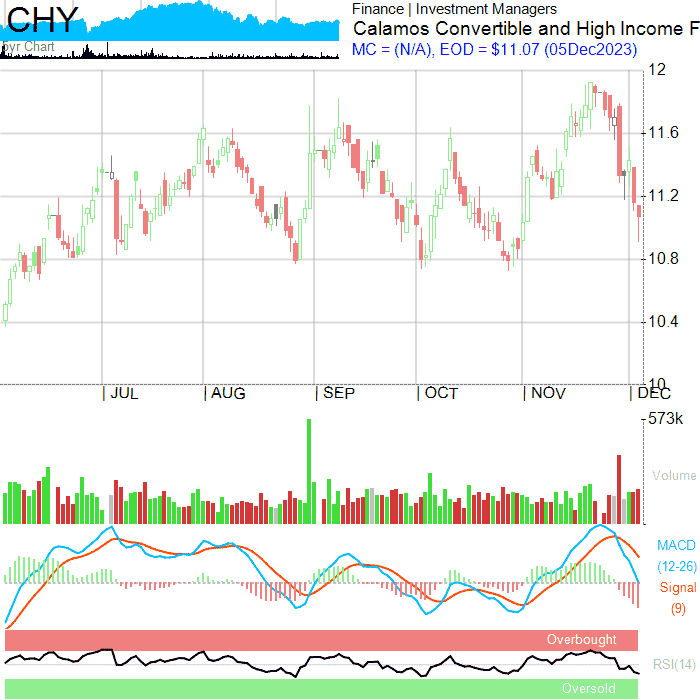 CHY
5yr Chart
Finance | Investment Managers
Calamos Convertible and High Income F
MC = (N/A), EOD = $11.07 (05Dec2023)
12
11.6
11.2
10.8
10.4
10
JUL AUG SEP OCT NOV DEC
573k
Volume
MACD
(12-26)
Signal
(9)
Overbought
RSI(14)
Oversold